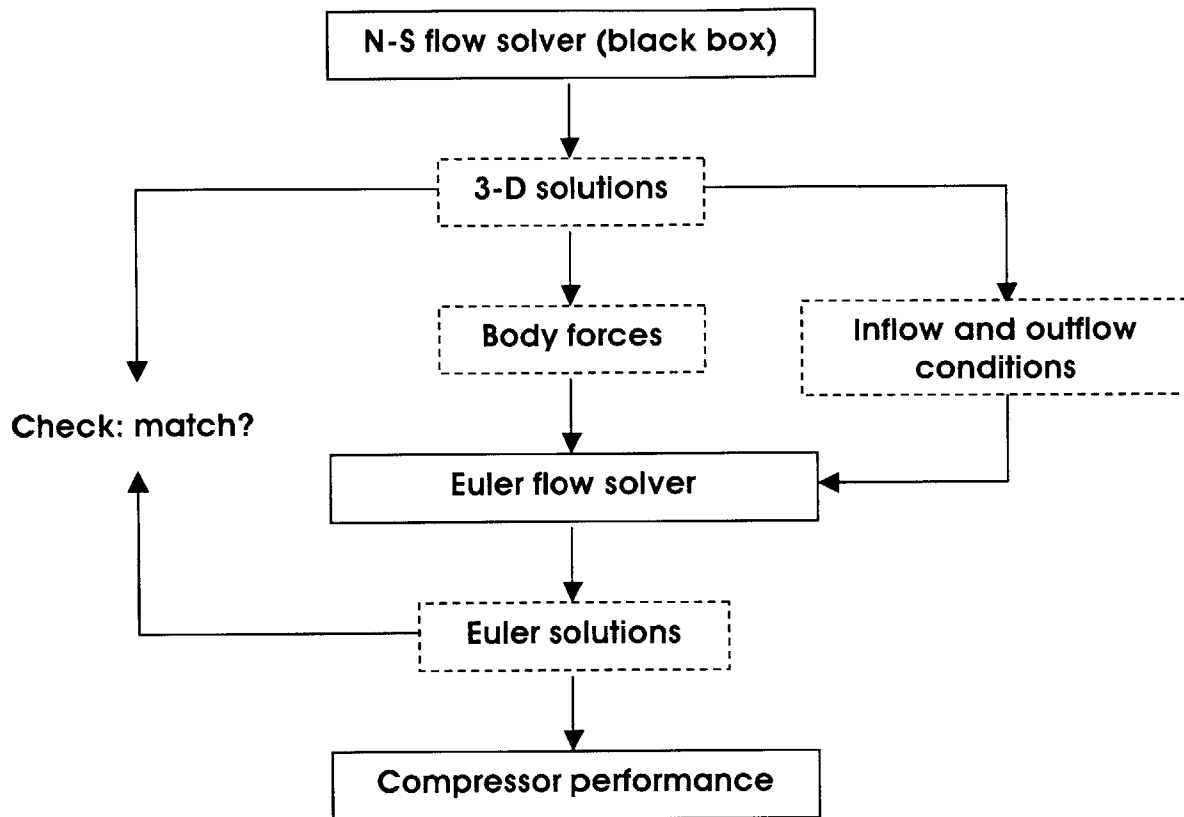 N-S flow solver (black box)
3-D solutions
Body forces
Inflow and outflow
conditions
Check: match?
Euler flow solver
Euler solutions
Compressor performance